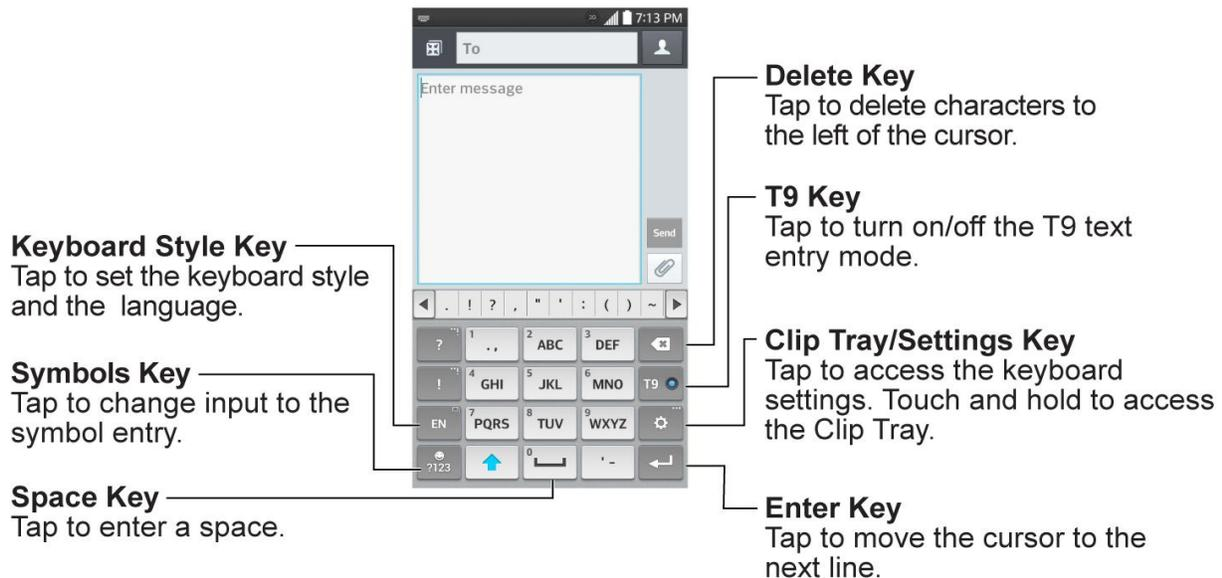 7:13 PM
To
Enter message
Send
. ! ? , " ' : ( ) ~
? 1 ., 2 ABC 3 DEF
! 4 GHI 5 JKL 6 MNO T9
EN 7 PQRS 8 TUV 9 WXYZ
?123 0 ' -
Keyboard Style Key
Tap to set the keyboard style
and the language.
Symbols Key
Tap to change input to the
symbol entry.
Space Key
Tap to enter a space.
Delete Key
Tap to delete characters to
the left of the cursor.
T9 Key
Tap to turn on/off the T9 text
entry mode.
Clip Tray/Settings Key
Tap to access the keyboard
settings. Touch and hold to access
the Clip Tray.
Enter Key
Tap to move the cursor to the
next line.